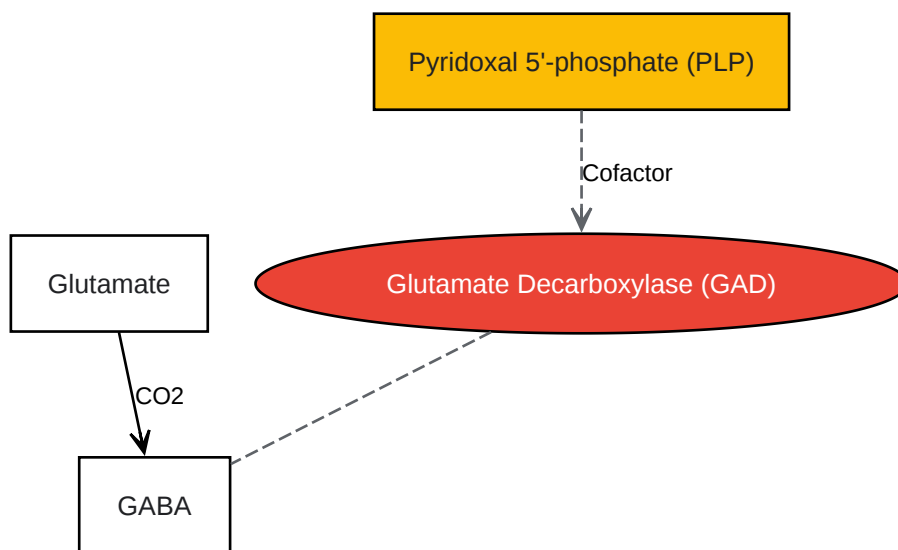 Pyridoxal 5'-phosphate (PLP)
Cofactor
Glutamate
Glutamate Decarboxylase (GAD)
CO2
GABA